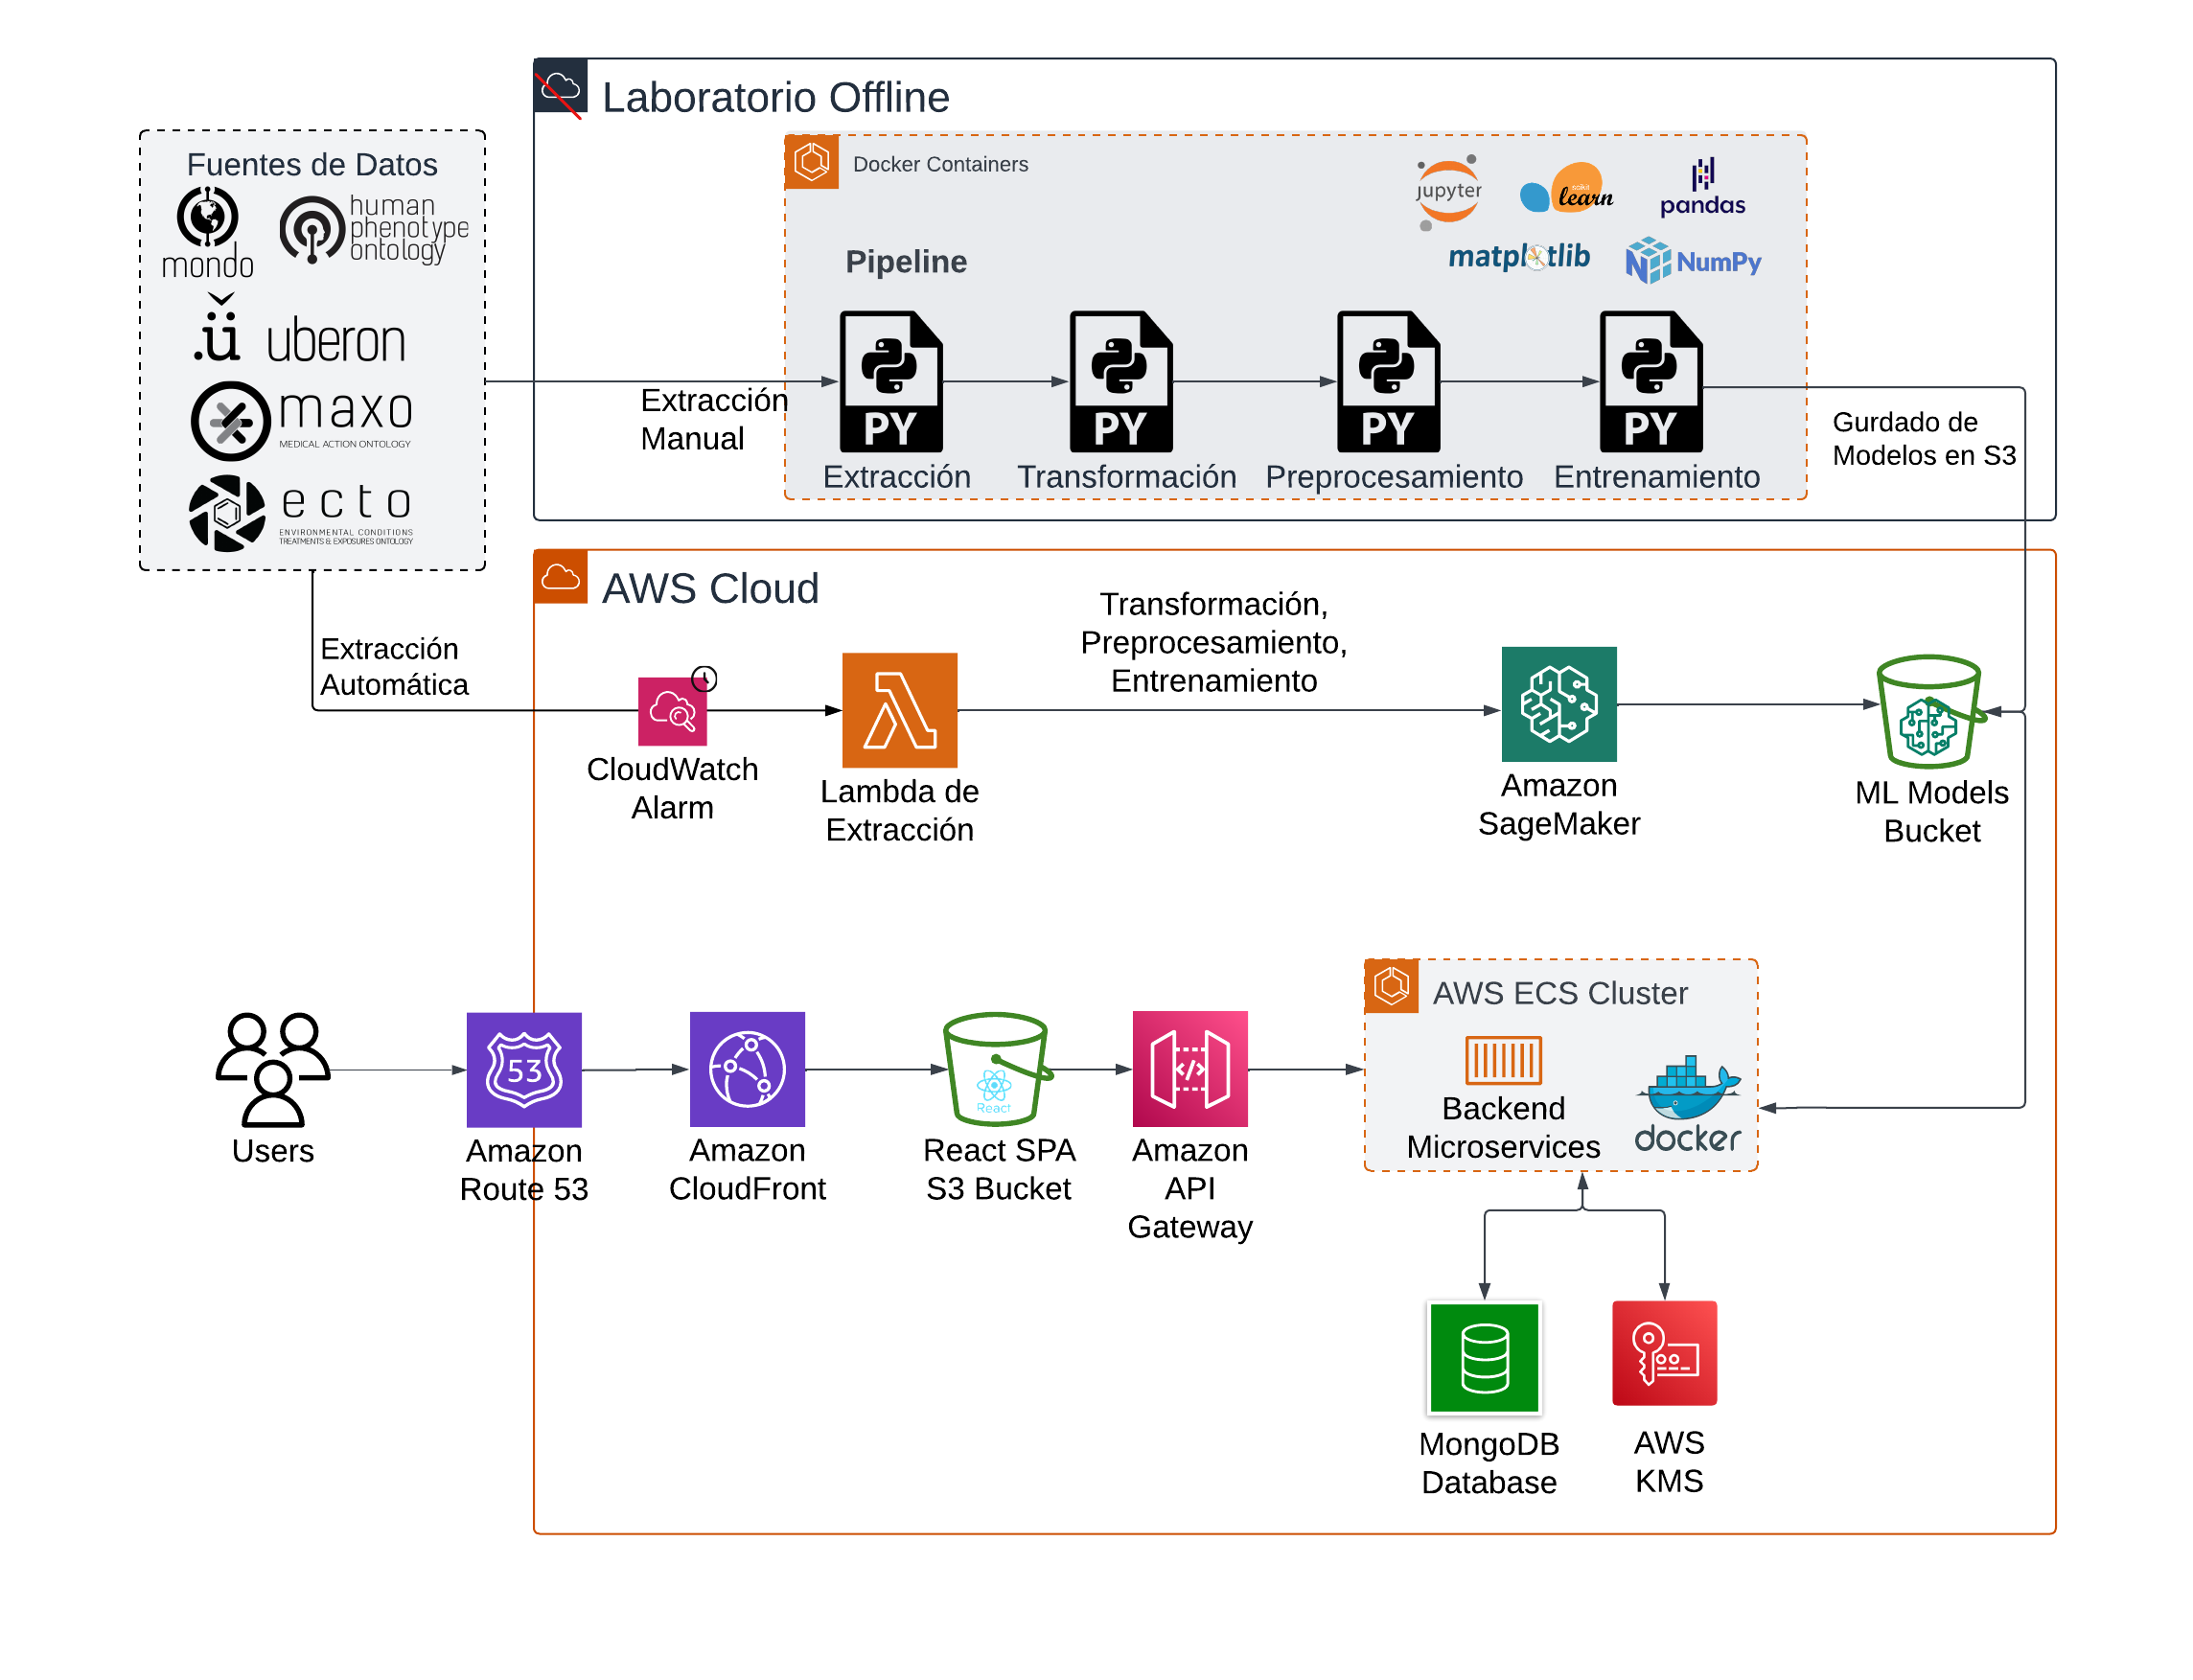 Laboratorio Offline
Fuentes de Datos
mondo
human
phenotype
ontology
.ü uberon
maxo
MEDICAL ACTION ONTOLOGY
ecto
ENVIRONMENTAL CONDITIONS
TREATMENTS & EXPOSURES ONTOLOGY
Docker Containers
jupyter
scikit
learn
pandas
matplotlib
NumPy
Pipeline
Extracción
Manual
PY
PY
PY
PY
Extracción
Transformación
Preprocesamiento
Entrenamiento
Gurdado de
Modelos en S3
AWS Cloud
Extracción
Automática
Transformación,
Preprocesamiento,
Entrenamiento
CloudWatch
Alarm
Lambda de
Extracción
Amazon
SageMaker
ML Models
Bucket
Users
53
Amazon
Route 53
Amazon
CloudFront
React
React SPA
S3 Bucket
</>
Amazon
API
Gateway
AWS ECS Cluster
Backend
Microservices
docker
MongoDB
Database
AWS
KMS